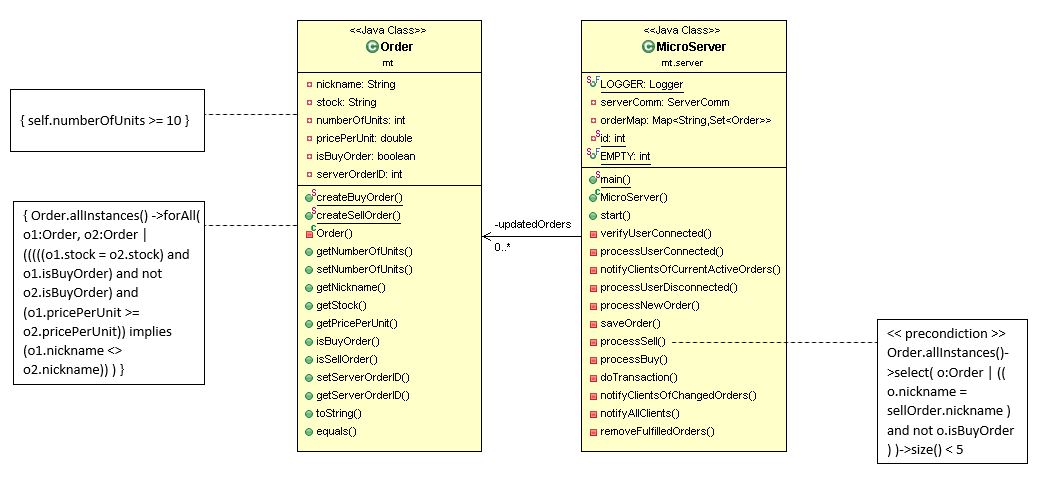 { self.numberOfUnits >= 10 }
{ Order.allInstances() ->forAll(
o1:Order, o2:Order |
(((((o1.stock = o2.stock) and
o1.isBuyOrder) and not
o2.isBuyOrder) and
(o1.pricePerUnit >=
o2.pricePerUnit)) implies
(o1.nickname <>
o2.nickname)) ) }
<<Java Class>>
Order
mt
nickname: String
stock: String
numberOfUnits: int
pricePerUnit: double
isBuyOrder: boolean
serverOrderID: int
createBuyOrder()
createSellOrder()
Order()
getNumberOfUnits()
setNumberOfUnits()
getNickname()
getStock()
getPricePerUnit()
isBuyOrder()
isSellOrder()
setServerOrderID()
getServerOrderID()
toString()
equals()
-updatedOrders
0..*
<<Java Class>>
MicroServer
mt.server
LOGGER: Logger
serverComm: ServerComm
orderMap: Map<String,Set<Order>>
id: int
EMPTY: int
main()
MicroServer()
start()
verifyUserConnected()
processUserConnected()
notifyClientsOfCurrentActiveOrders()
processUserDisconnected()
processNewOrder()
saveOrder()
processSell()
processBuy()
doTransaction()
notifyClientsOfChangedOrders()
notifyAllClients()
removeFulfilledOrders()
<< precondiction >>
Order.allInstances()-
>select( o:Order | ((
o.nickname =
sellOrder.nickname )
and not o.isBuyOrder
) )->size() < 5